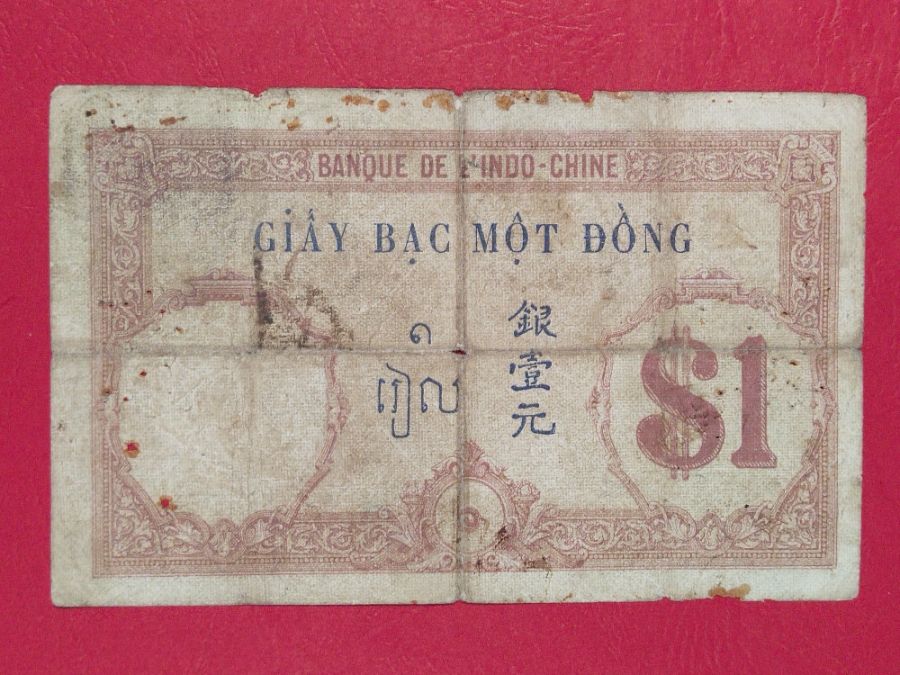 BANQUE DE L'INDO-CHINE
GIẤY BẠC MỘT ĐỒNG
១
រៀល
銀壹元
$1